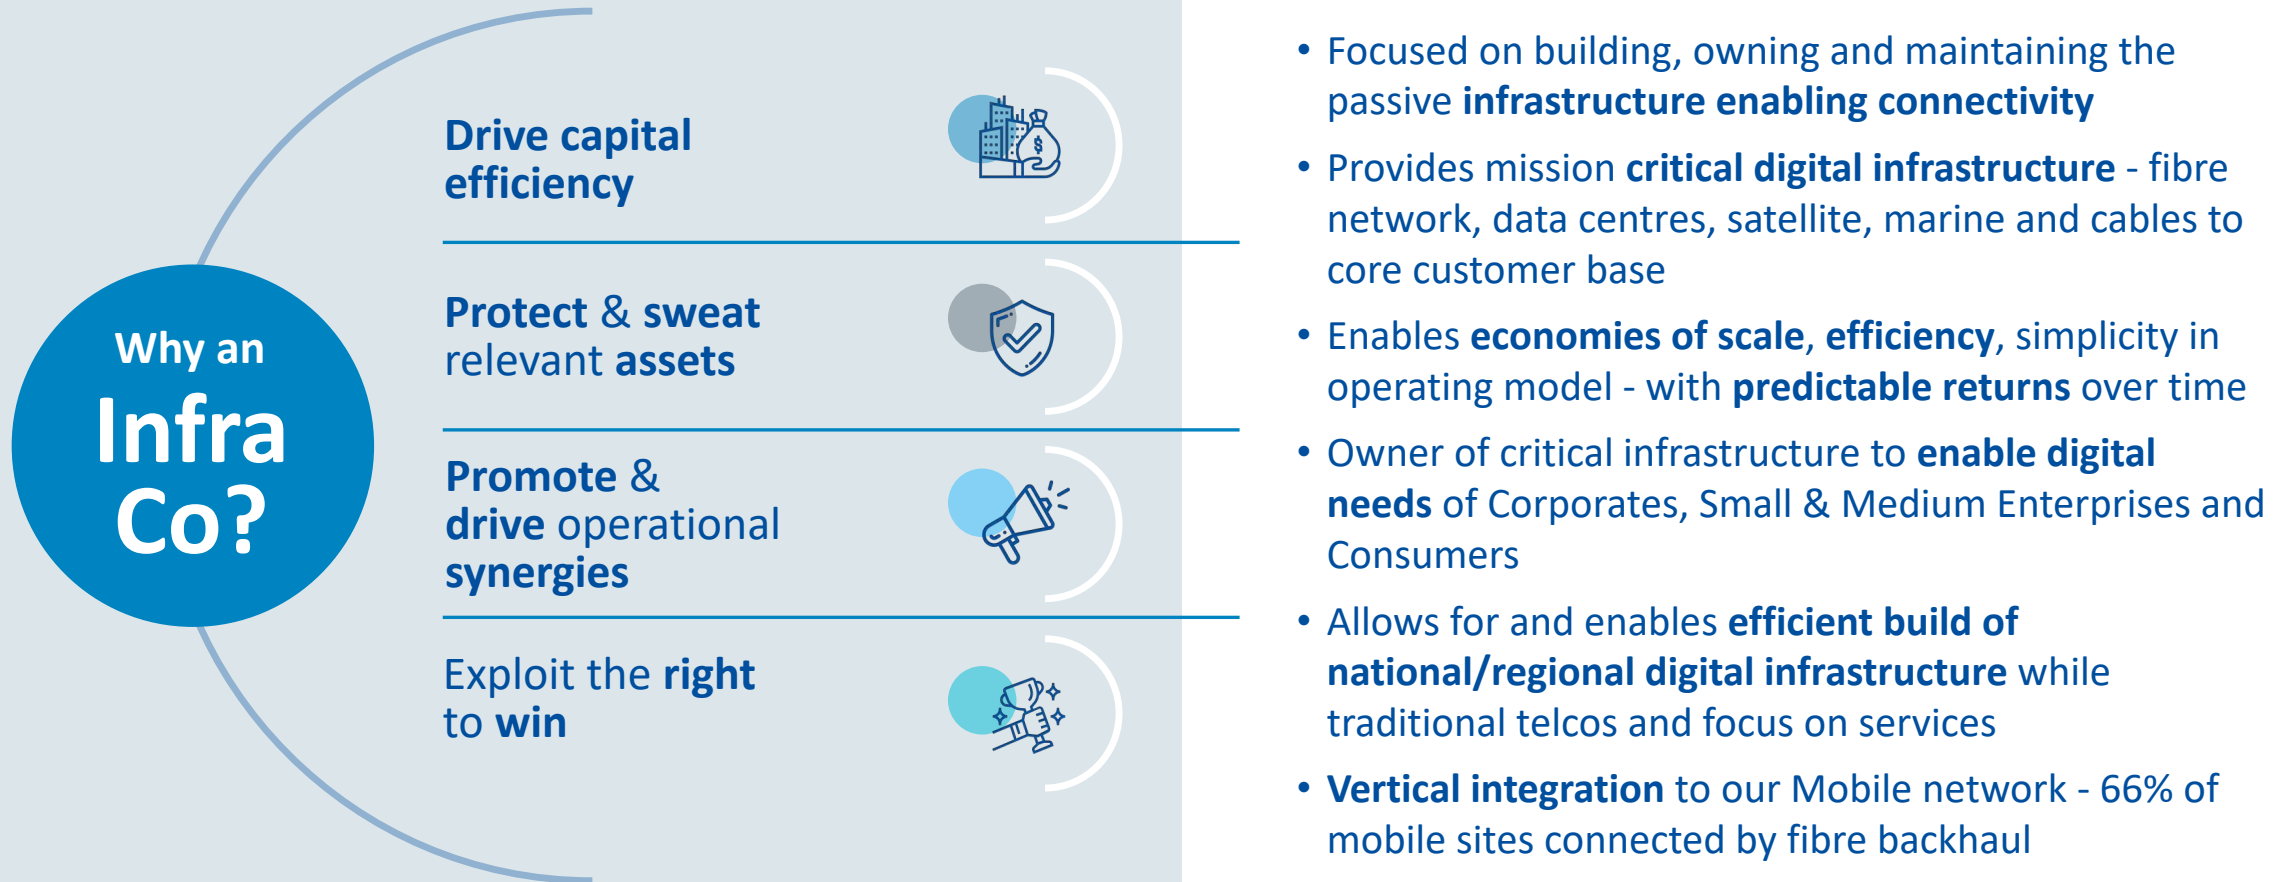 Why an
Infra
Co?
Drive capital
efficiency
Protect & sweat
relevant assets
Promote &
drive operational
synergies
Exploit the right
to win
$
• Focused on building, owning and maintaining the
passive infrastructure enabling connectivity
• Provides mission critical digital infrastructure - fibre
network, data centres, satellite, marine and cables to
core customer base
• Enables economies of scale, efficiency, simplicity in
operating model - with predictable returns over time
• Owner of critical infrastructure to enable digital
needs of Corporates, Small & Medium Enterprises and
Consumers
• Allows for and enables efficient build of
national/regional digital infrastructure while
traditional telcos and focus on services
• Vertical integration to our Mobile network - 66% of
mobile sites connected by fibre backhaul